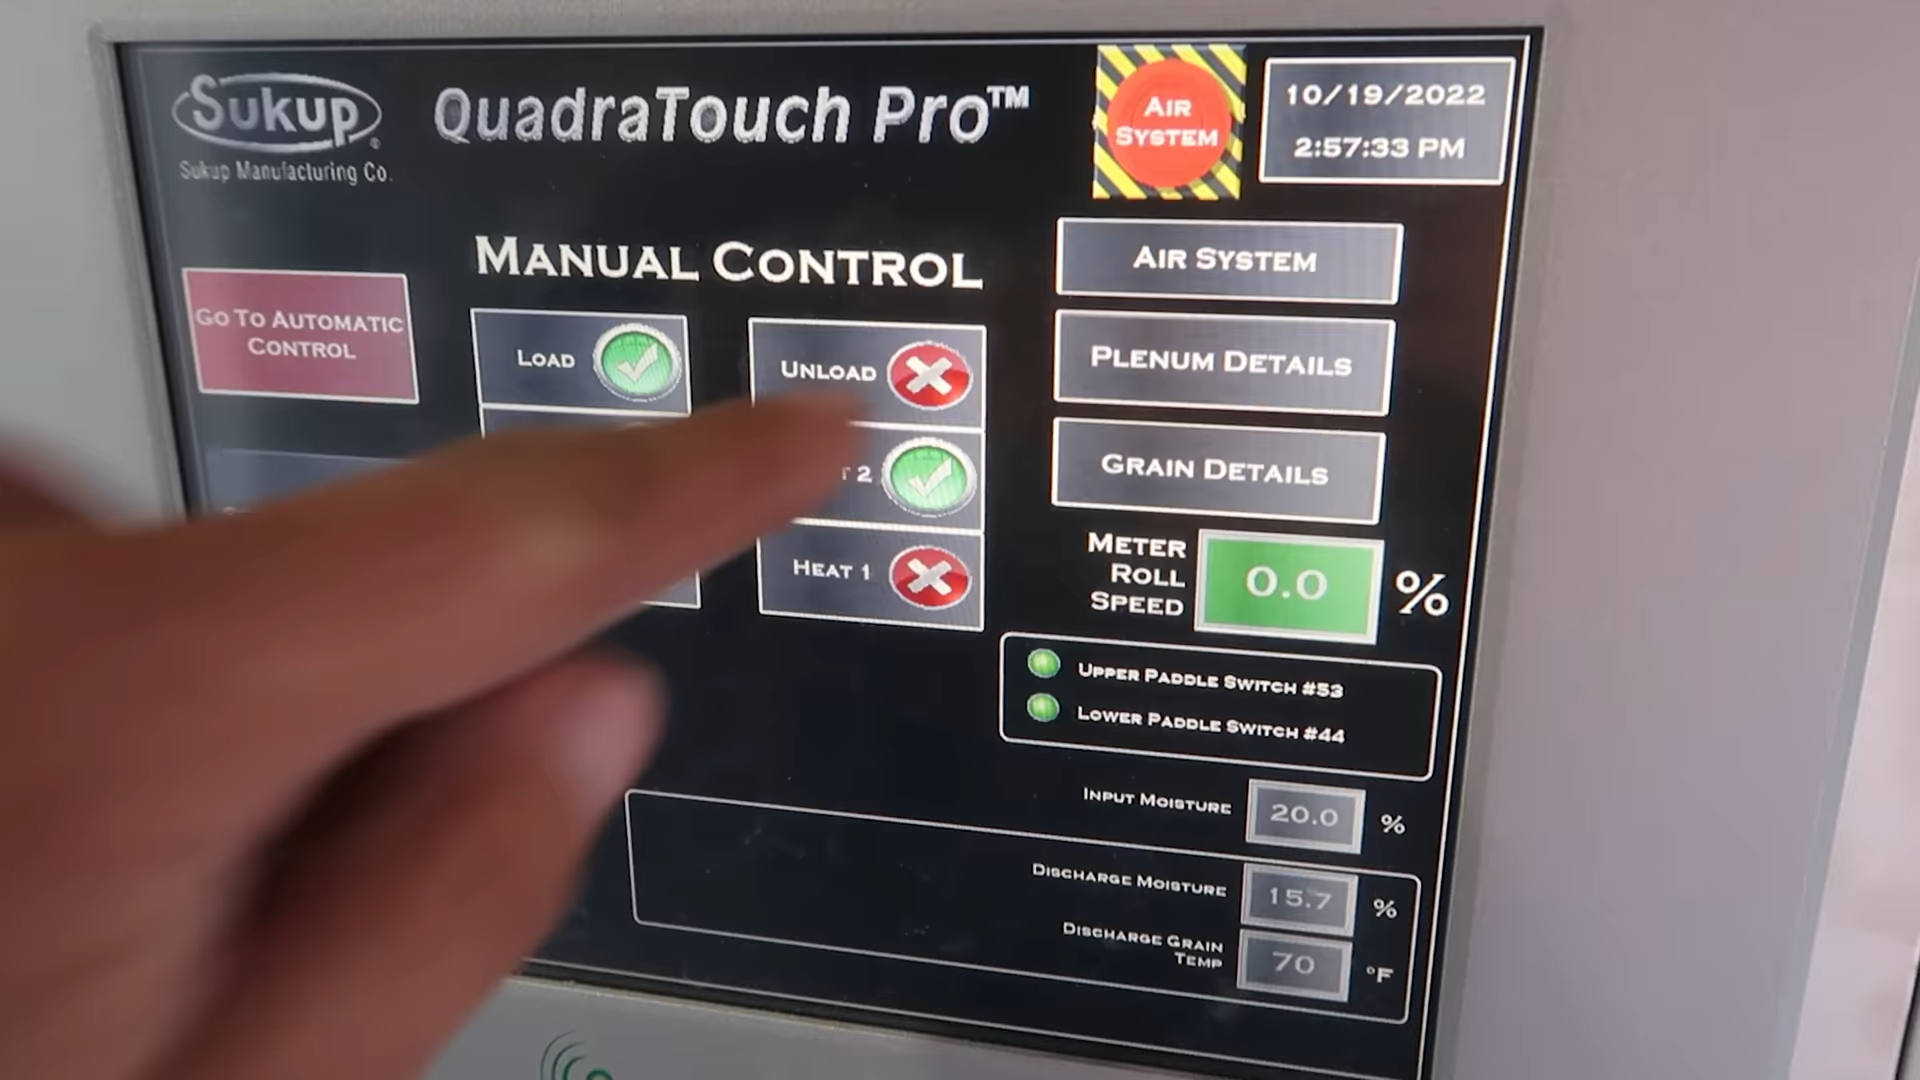 Sukup
Sukup Manufacturing Co.
QuadraTouch Pro™
AIR
SYSTEM
10/19/2022
2:57:33 PM
MANUAL CONTROL
GO TO AUTOMATIC
CONTROL
LOAD
UNLOAD
2
HEAT 1
AIR SYSTEM
PLENUM DETAILS
GRAIN DETAILS
METER
ROLL
SPEED
0.0 %
UPPER PADDLE SWITCH #53
LOWER PADDLE SWITCH #44
INPUT MOISTURE 20.0 %
DISCHARGE MOISTURE 15.7 %
DISCHARGE GRAIN
TEMP
70 °F